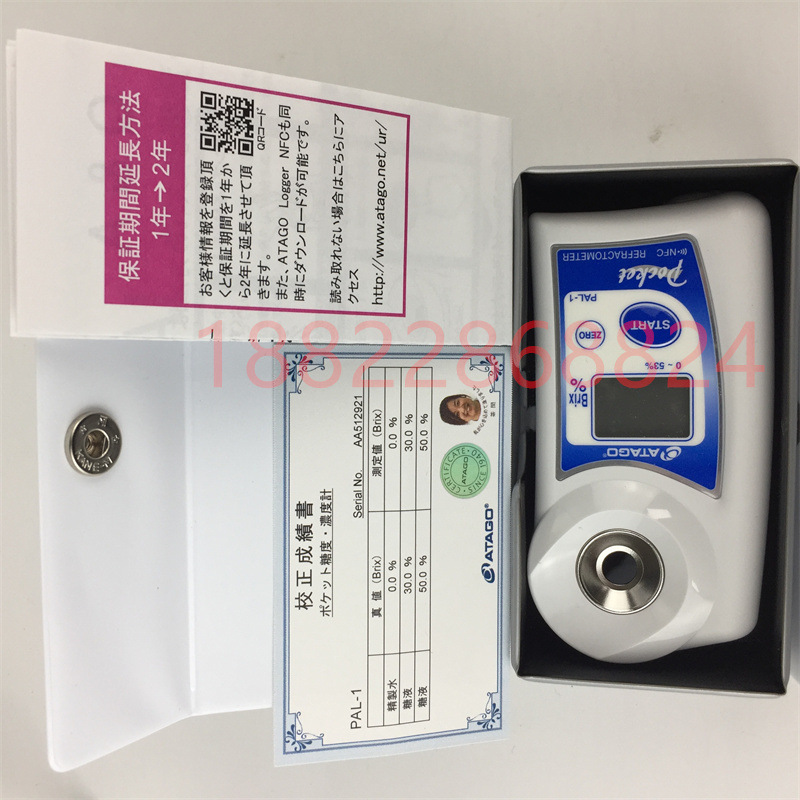 保証期間延長方法
1年→2年
お客様情報を登録頂
くと保証期間を1年か
ら2年に延長させて頂
きます。
また、ATAGO Logger NFCも同
時にダウンロードが可能です。
QRコード
読み取れない場合はこちらにア
クセス
http://www.atago.net/ur/
18822868824
校正成績書
ポケット糖度・濃度計
PAL-1
Serial No. AA512921
真 値 (Brix) 測定値 (Brix)
精製水 0.0 % 0.0 %
糖液 30.0 % 30.0 %
糖液 50.0 % 50.0 %
ATAGO®
CERTIFICATE
ATAGO
SINCE 1940
((((NFC
REFRACTOMETER
Pocket
PAL-1
START
ZERO
0 ~ 53%
Brix
%
ATAGO®